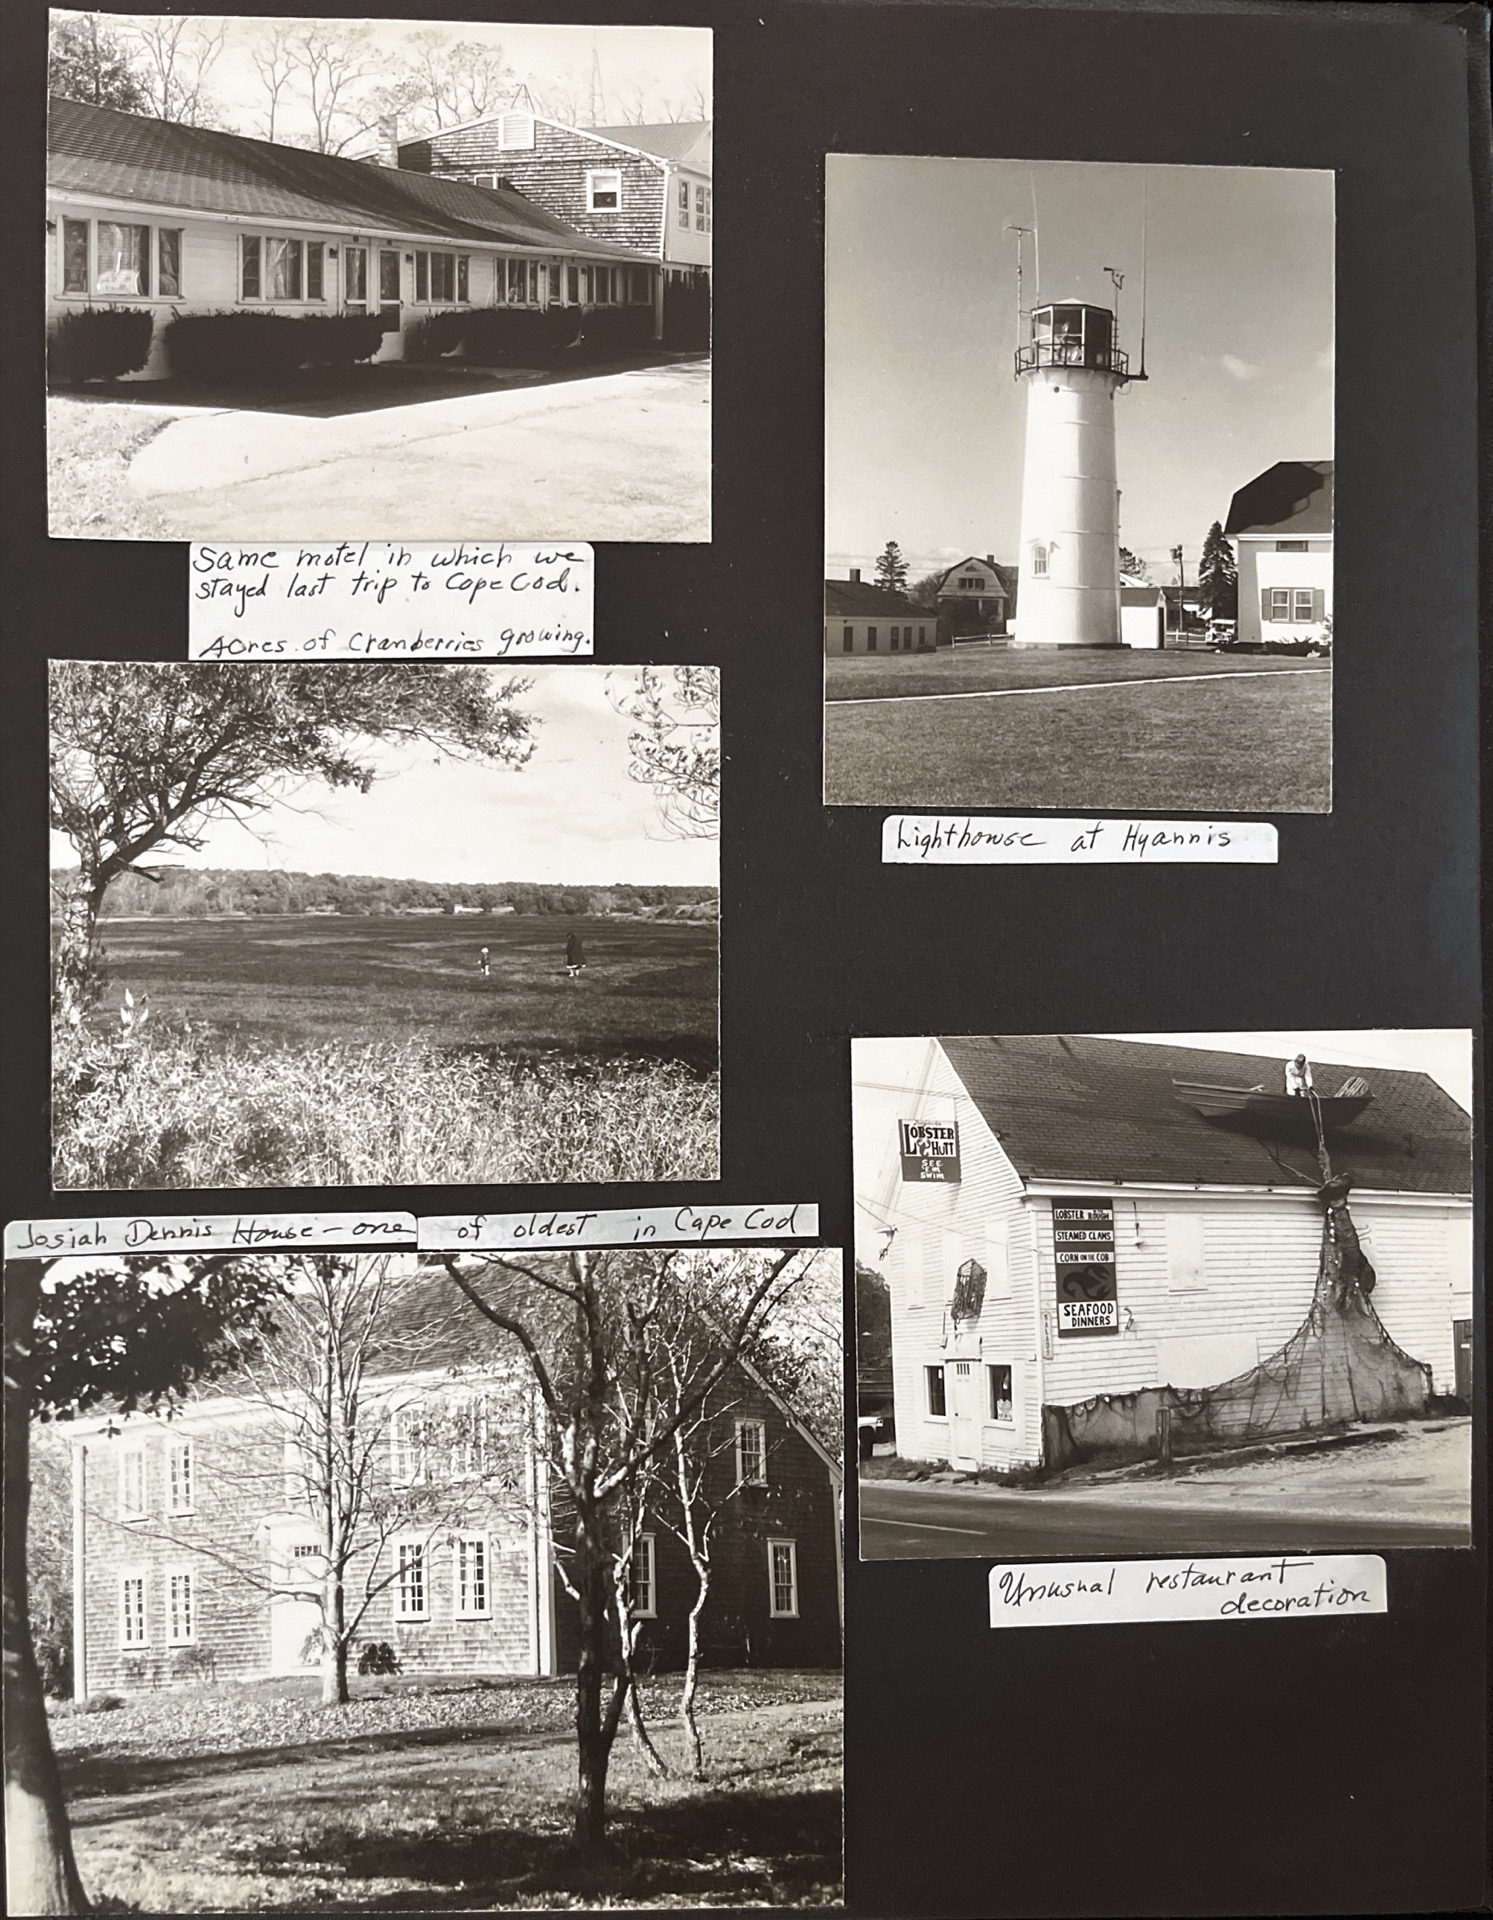 Same motel in which we
stayed last trip to Cape Cod.
Acres of Cranberries growing.
Lighthouse at Hyannis
Josiah Dennis House - one of oldest in Cape Cod
LOBSTER
HUTT
SEE
'EM
SWIM
LOBSTER IN THE ROUGH
STEAMED CLAMS
CORN ON THE COB
SEAFOOD
DINNERS
Unusual restaurant
decoration